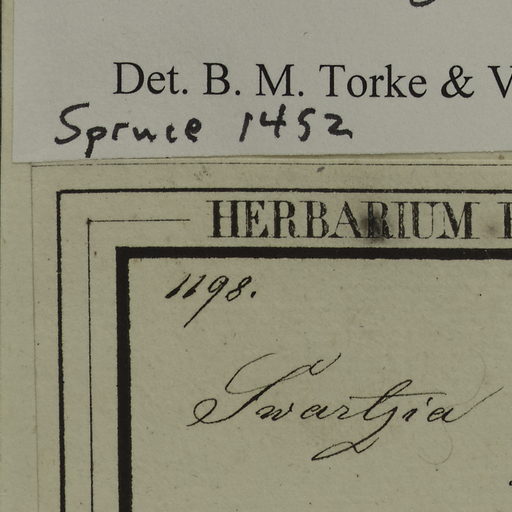 Det. B. M. Torke & V
Spruce 1452
HERBARIUM
1198.
Swartzia